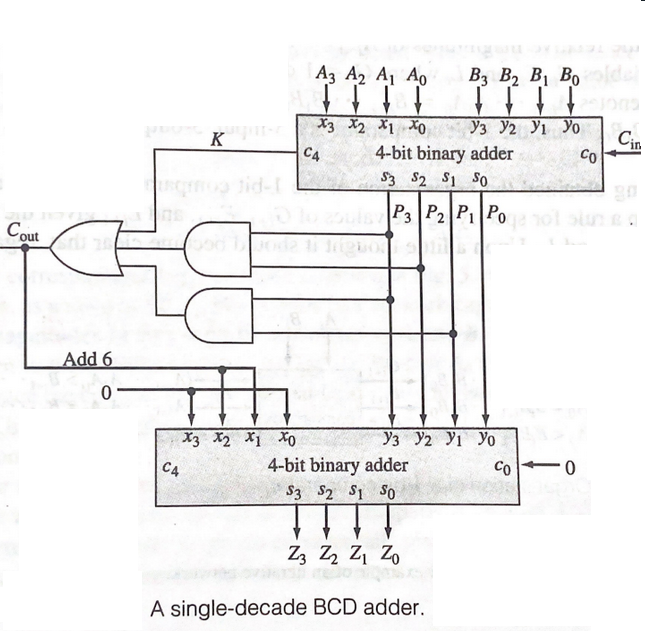 A3 A2 A1 A0 B3 B2 B1 B0
x3 x2 x1 x0 y3 y2 y1 y0
K
c4 4-bit binary adder c0
Cin
s3 s2 s1 s0
P3 P2 P1 P0
Cout
Add 6
0
x3 x2 x1 x0 y3 y2 y1 y0
c4 4-bit binary adder c0
0
s3 s2 s1 s0
Z3 Z2 Z1 Z0
A single-decade BCD adder.